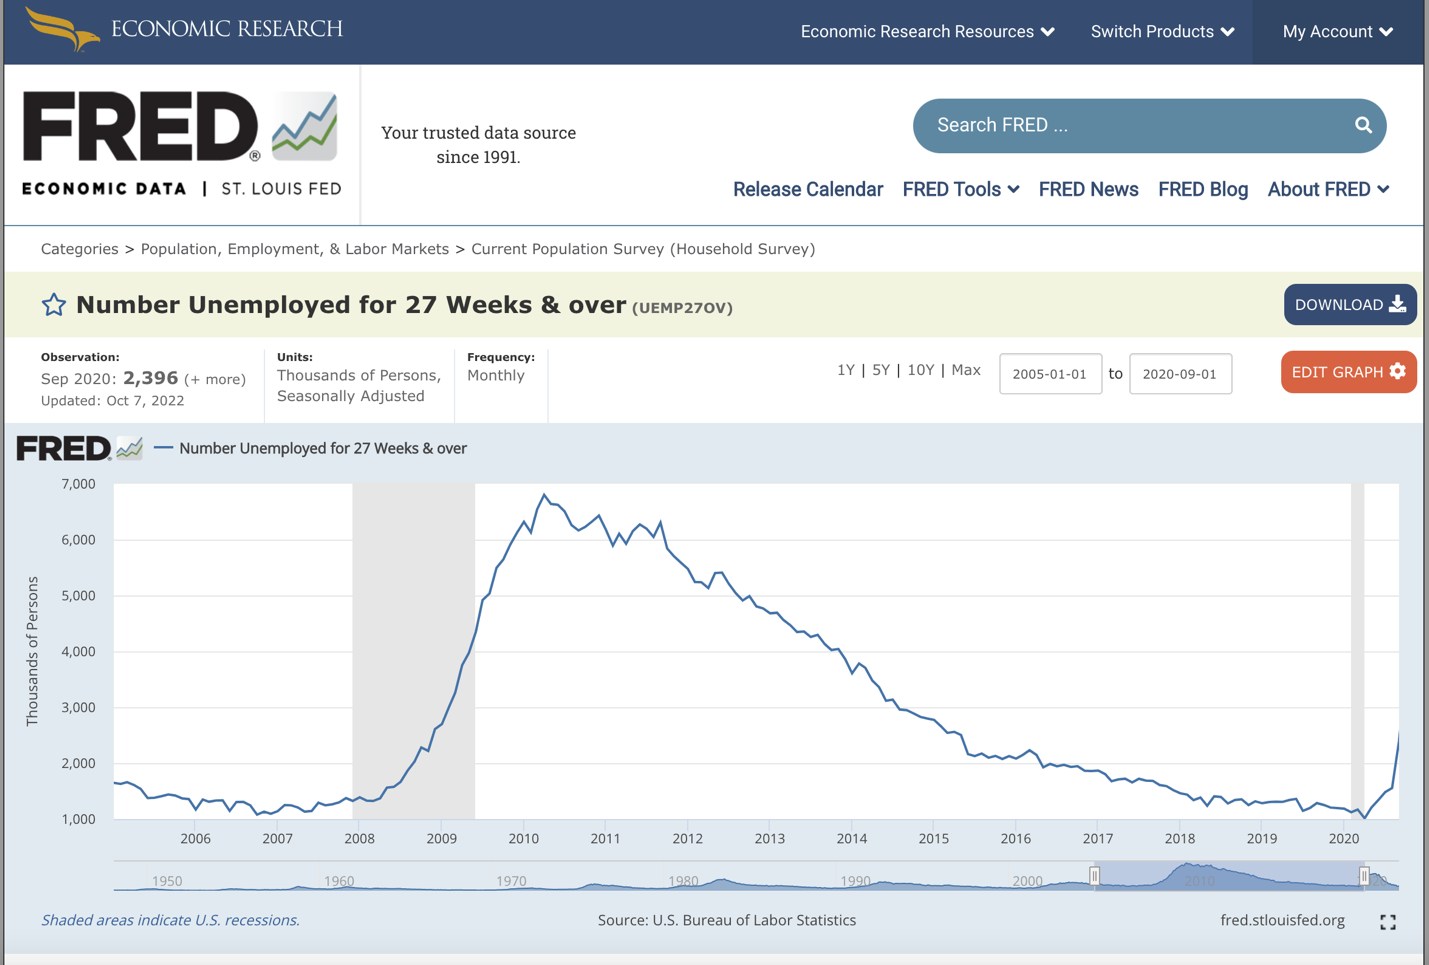 ECONOMIC RESEARCH
Economic Research Resources
Switch Products
My Account
FRED®
ECONOMIC DATA | ST. LOUIS FED
Your trusted data source
since 1991.
Search FRED ...
Release Calendar
FRED Tools
FRED News
FRED Blog
About FRED
Categories > Population, Employment, & Labor Markets > Current Population Survey (Household Survey)
Number Unemployed for 27 Weeks & over (UEMP27OV)
DOWNLOAD
Observation:
Sep 2020: 2,396 (+ more)
Updated: Oct 7, 2022
Units:
Thousands of Persons,
Seasonally Adjusted
Frequency:
Monthly
1Y | 5Y | 10Y | Max
2005-01-01 to 2020-09-01
EDIT GRAPH
FRED
Number Unemployed for 27 Weeks & over
Thousands of Persons
7,000
6,000
5,000
4,000
3,000
2,000
1,000
2006 2007 2008 2009 2010 2011 2012 2013 2014 2015 2016 2017 2018 2019 2020
1950 1960 1970 1980 1990 2000 2010
Shaded areas indicate U.S. recessions.
Source: U.S. Bureau of Labor Statistics
fred.stlouisfed.org